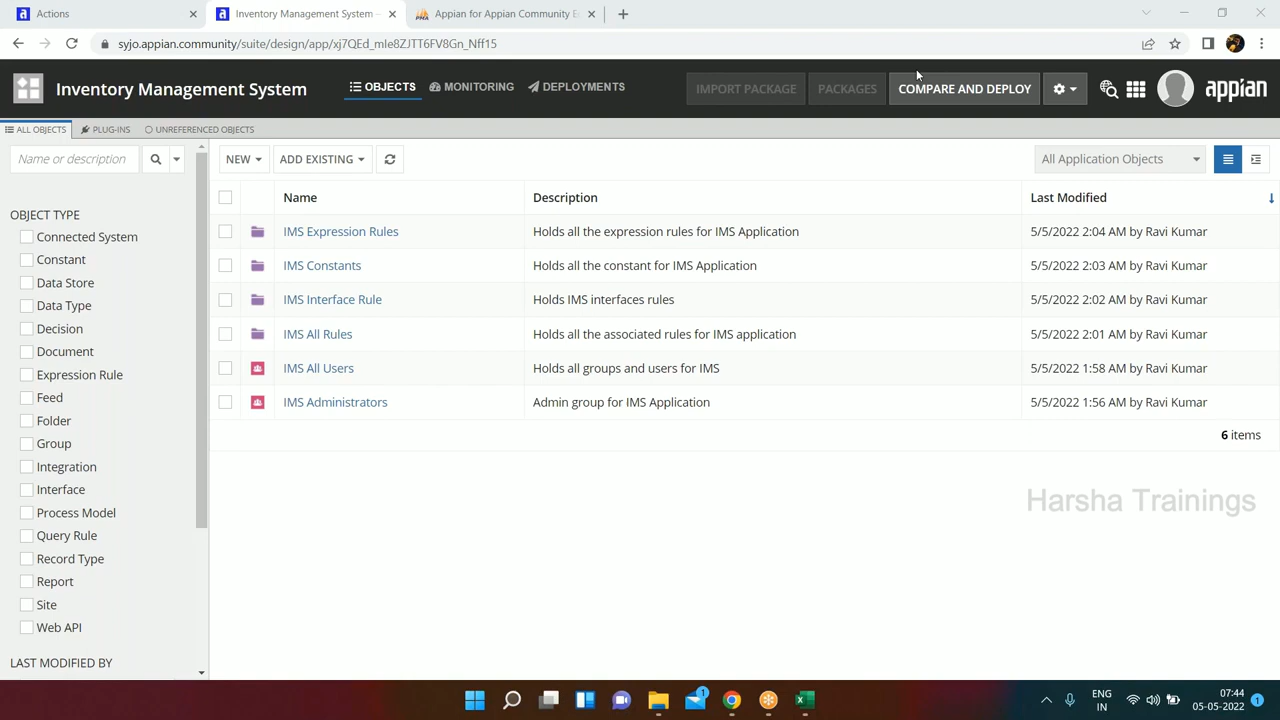 Actions
Inventory Management System -
Appian for Appian Community E
syjo.appian.community/suite/design/app/xj7QEd_mIe8ZJTT6FV8Gn_Nff15
Inventory Management System
OBJECTS
MONITORING
DEPLOYMENTS
IMPORT PACKAGE
PACKAGES
COMPARE AND DEPLOY
appian
ALL OBJECTS
PLUG-INS
UNREFERENCED OBJECTS
Name or description
NEW
ADD EXISTING
All Application Objects
OBJECT TYPE
Connected System
Constant
Data Store
Data Type
Decision
Document
Expression Rule
Feed
Folder
Group
Integration
Interface
Process Model
Query Rule
Record Type
Report
Site
Web API
LAST MODIFIED BY
Name Description Last Modified
IMS Expression Rules Holds all the expression rules for IMS Application 5/5/2022 2:04 AM by Ravi Kumar
IMS Constants Holds all the constant for IMS Application 5/5/2022 2:03 AM by Ravi Kumar
IMS Interface Rule Holds IMS interfaces rules 5/5/2022 2:02 AM by Ravi Kumar
IMS All Rules Holds all the associated rules for IMS application 5/5/2022 2:01 AM by Ravi Kumar
IMS All Users Holds all groups and users for IMS 5/5/2022 1:58 AM by Ravi Kumar
IMS Administrators Admin group for IMS Application 5/5/2022 1:56 AM by Ravi Kumar
6 items
Harsha Trainings
1
ENG
IN
07:44
05-05-2022
1